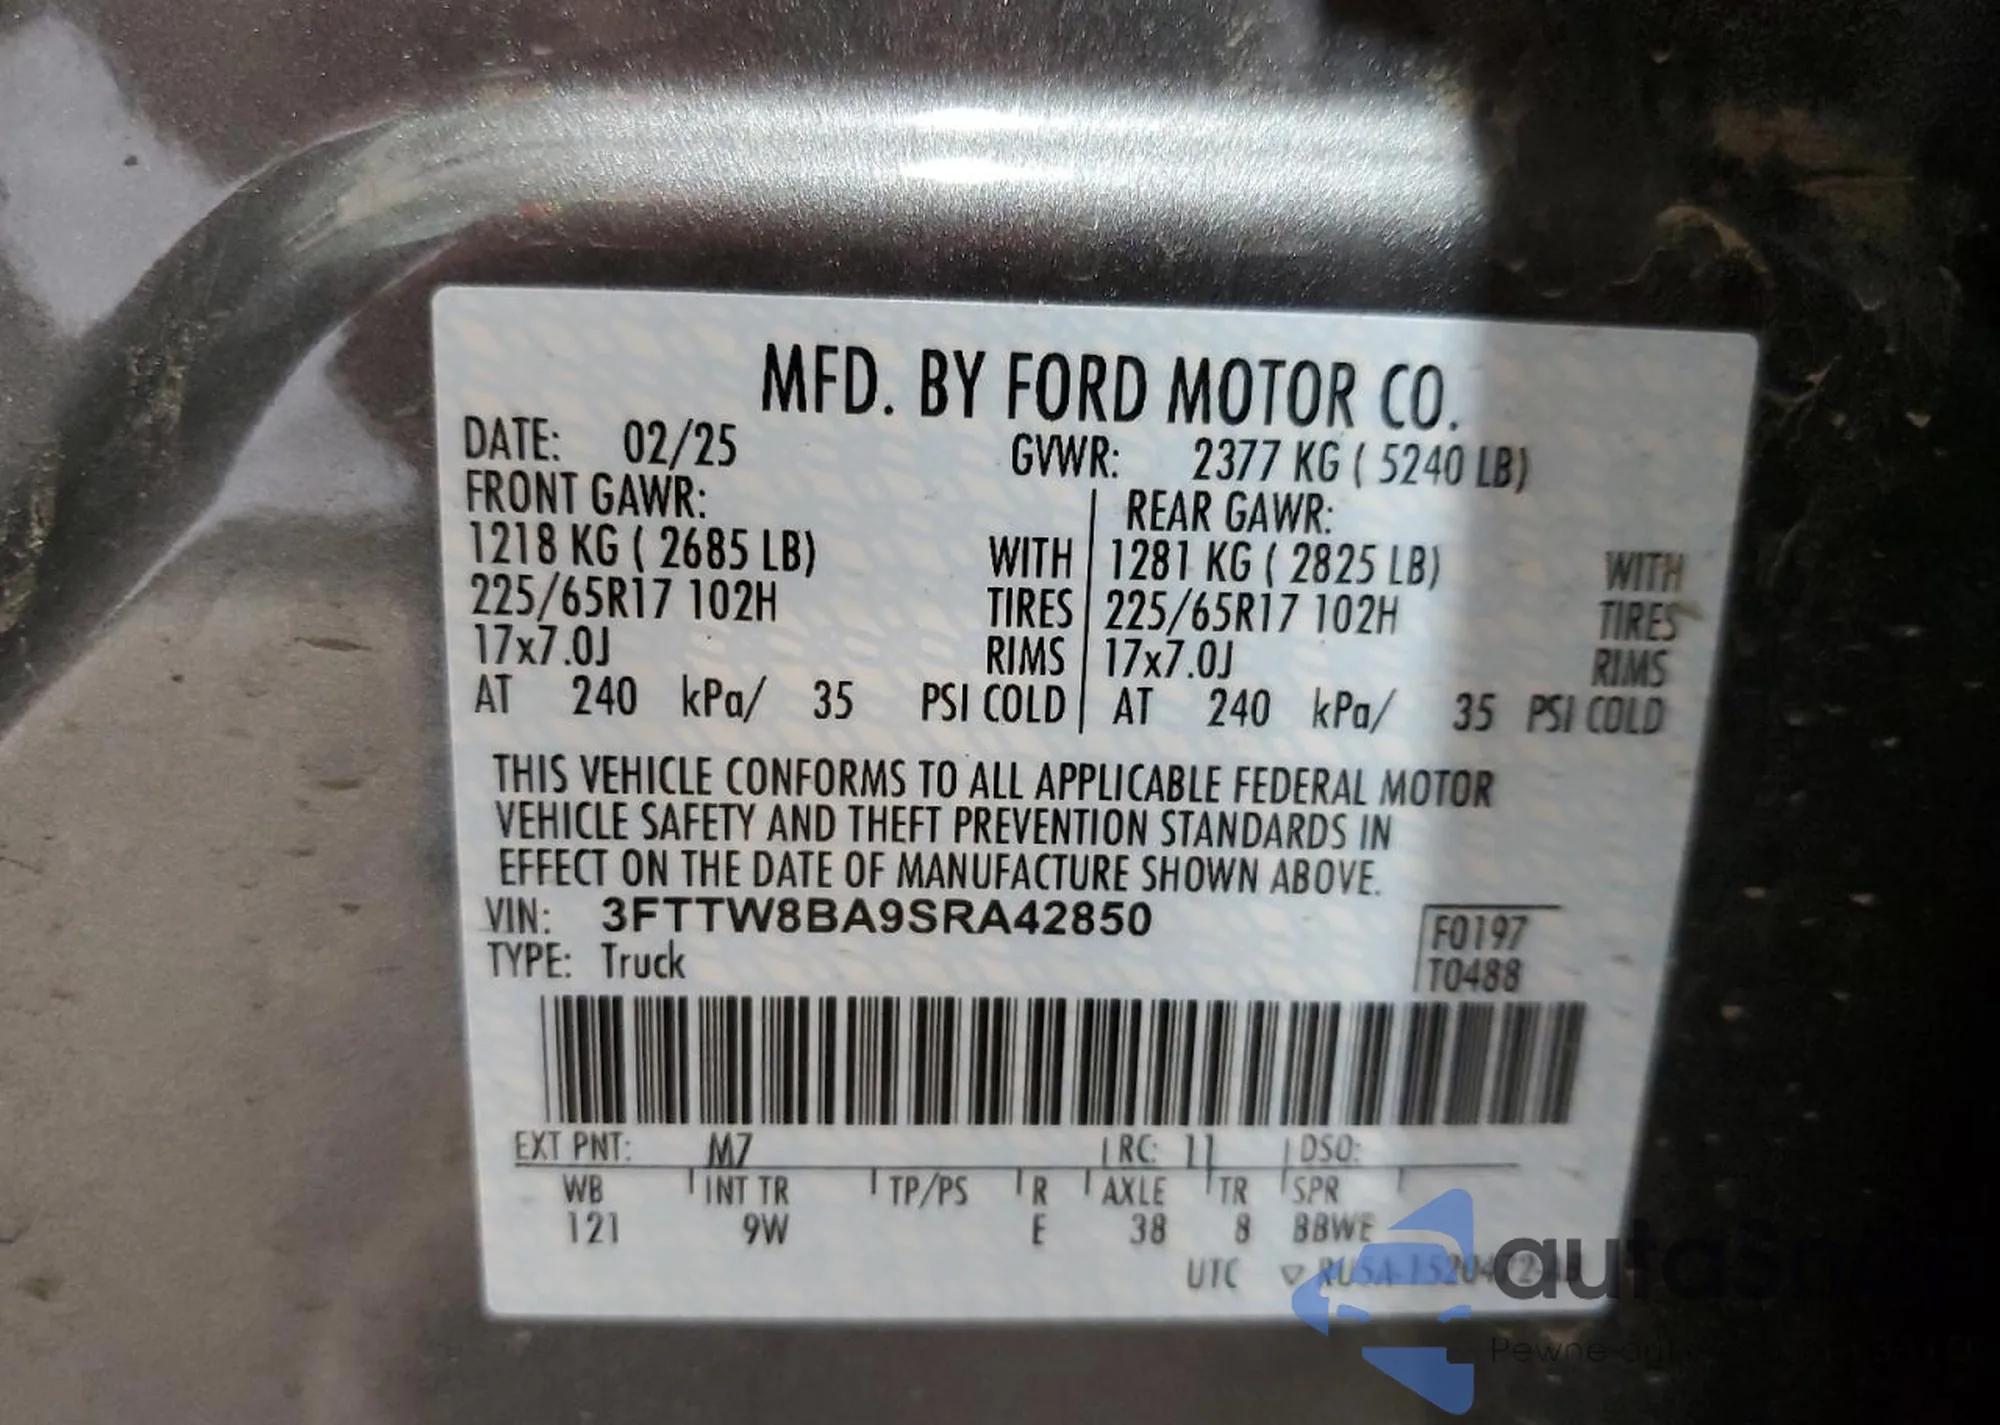 MFD. BY FORD MOTOR CO.
DATE: 02/25 GVWR: 2377 KG ( 5240 LB)
FRONT GAWR: REAR GAWR:
1218 KG ( 2685 LB) WITH 1281 KG ( 2825 LB) WITH
225/65R17 102H TIRES 225/65R17 102H TIRES
17x7.0J RIMS 17x7.0J RIMS
AT 240 kPa/ 35 PSI COLD AT 240 kPa/ 35 PSI COLD
THIS VEHICLE CONFORMS TO ALL APPLICABLE FEDERAL MOTOR
VEHICLE SAFETY AND THEFT PREVENTION STANDARDS IN
EFFECT ON THE DATE OF MANUFACTURE SHOWN ABOVE.
VIN: 3FTTW8BA9SRA42850
F0197
TYPE: Truck
T0488
EXT PNT: M7 RC: 11 DSO:
WB INT TR TP/PS R AXLE TR SPR
121 9W E 38 8 BBWE
UTC
Pewne